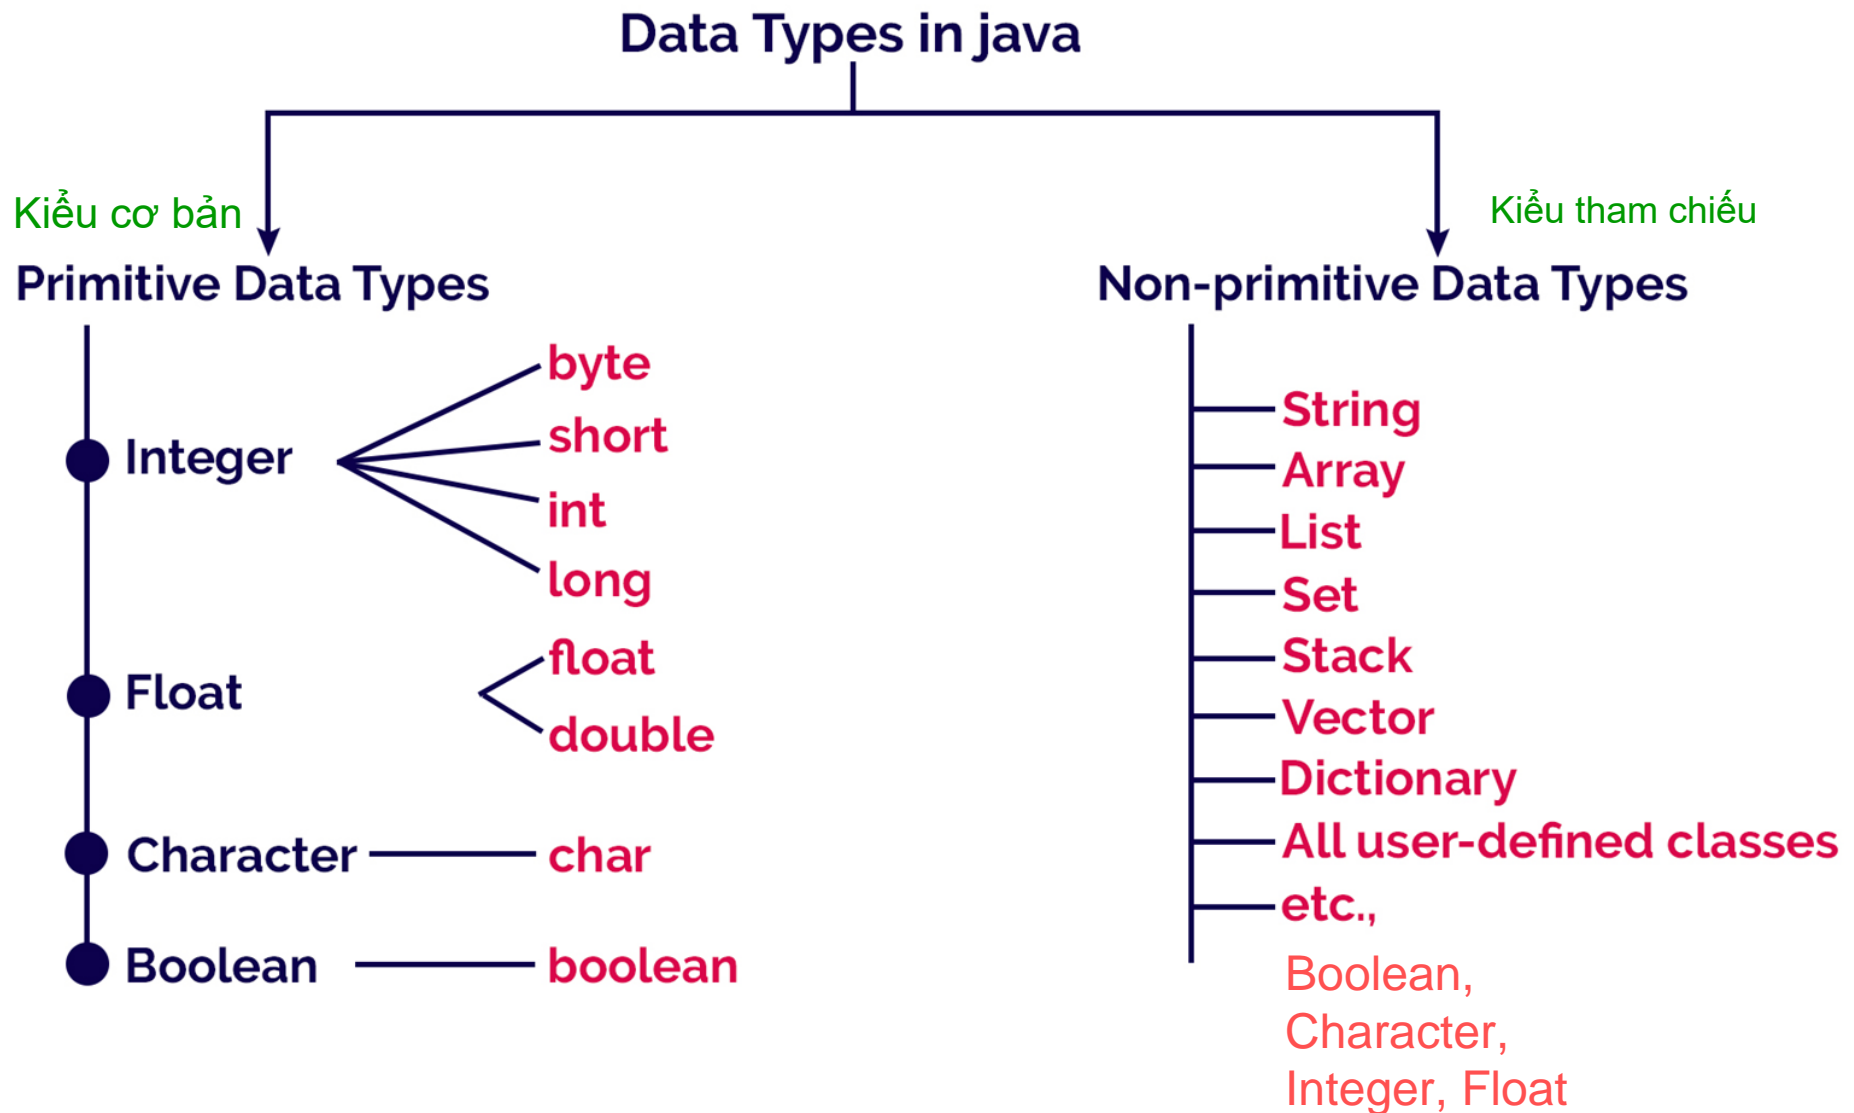 Data Types in java
Kiểu cơ bản
Primitive Data Types
Integer
byte
short
int
long
Float
float
double
Character
char
Boolean
boolean
Kiểu tham chiếu
Non-primitive Data Types
String
Array
List
Set
Stack
Vector
Dictionary
All user-defined classes
etc.,
Boolean,
Character,
Integer, Float